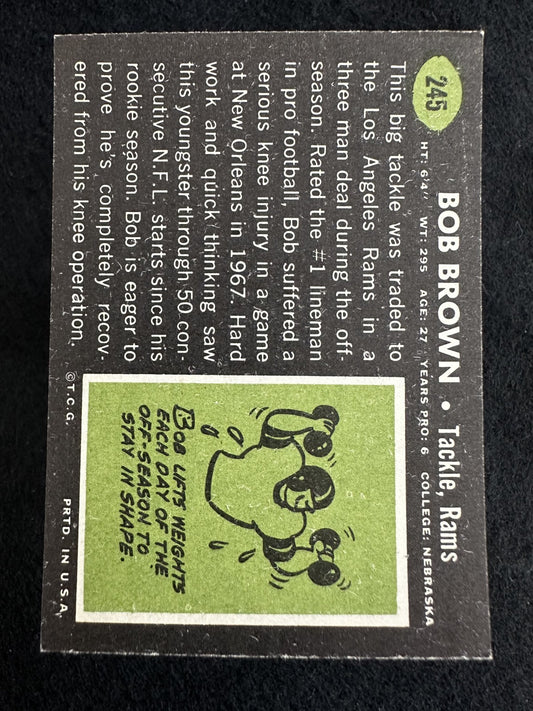 245
BOB BROWN • Tackle, Rams
HT: 6'4" WT: 295 AGE: 27 YEARS PRO: 6 COLLEGE: NEBRASKA
This big tackle was traded to
the Los Angeles Rams in a
three man deal during the off-
season. Rated the #1 lineman
in pro football, Bob suffered a
serious knee injury in a game
at New Orleans in 1967. Hard
work and quick thinking saw
this youngster through 50 con-
secutive N.F.L. starts since his
rookie season. Bob is eager to
prove he's completely recov-
ered from his knee operation.
BOB LIFTS WEIGHTS
EACH DAY OF THE
OFF-SEASON TO
STAY IN SHAPE.
©T.C.G.
PRTD. IN U.S.A